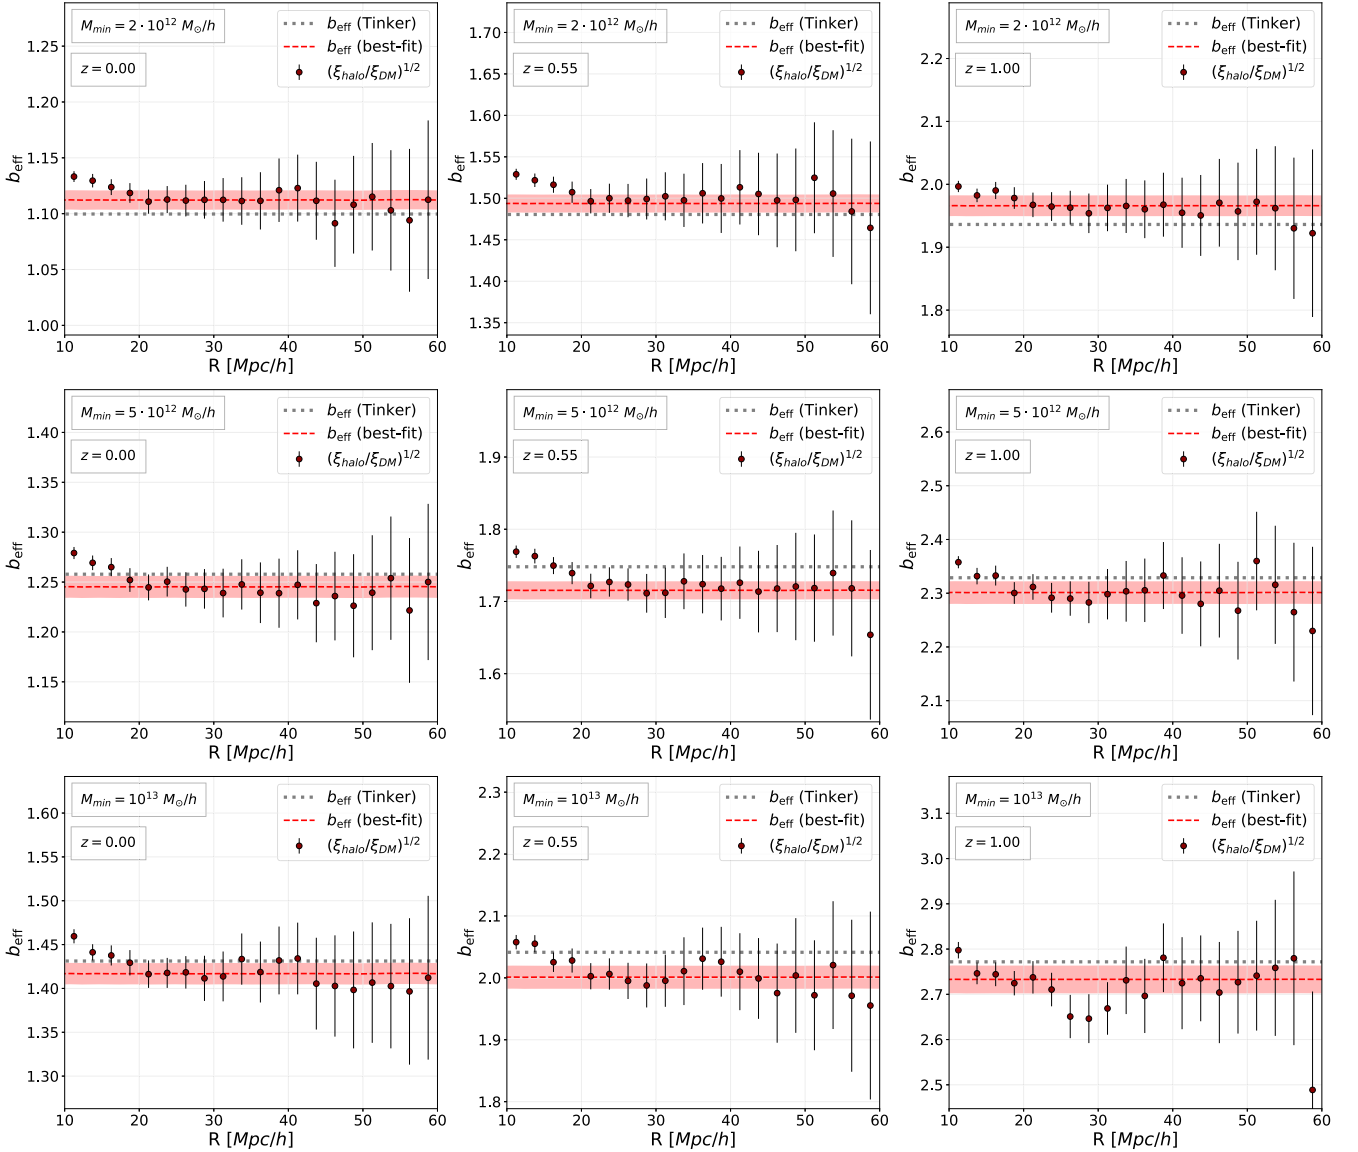 M_min = 2 · 10^12 M_⊙/h
z = 0.00
b_eff (Tinker)
b_eff (best-fit)
(ξ_halo/ξ_DM)^1/2
b_eff
1.25
1.20
1.15
1.10
1.05
1.00
10 20 30 40 50 60
R [Mpc/h]
M_min = 2 · 10^12 M_⊙/h
z = 0.55
b_eff (Tinker)
b_eff (best-fit)
(ξ_halo/ξ_DM)^1/2
b_eff
1.70
1.65
1.60
1.55
1.50
1.45
1.40
1.35
10 20 30 40 50 60
R [Mpc/h]
M_min = 2 · 10^12 M_⊙/h
z = 1.00
b_eff (Tinker)
b_eff (best-fit)
(ξ_halo/ξ_DM)^1/2
b_eff
2.2
2.1
2.0
1.9
1.8
10 20 30 40 50 60
R [Mpc/h]
M_min = 5 · 10^12 M_⊙/h
z = 0.00
b_eff (Tinker)
b_eff (best-fit)
(ξ_halo/ξ_DM)^1/2
b_eff
1.40
1.35
1.30
1.25
1.20
1.15
10 20 30 40 50 60
R [Mpc/h]
M_min = 5 · 10^12 M_⊙/h
z = 0.55
b_eff (Tinker)
b_eff (best-fit)
(ξ_halo/ξ_DM)^1/2
b_eff
1.9
1.8
1.7
1.6
10 20 30 40 50 60
R [Mpc/h]
M_min = 5 · 10^12 M_⊙/h
z = 1.00
b_eff (Tinker)
b_eff (best-fit)
(ξ_halo/ξ_DM)^1/2
b_eff
2.6
2.5
2.4
2.3
2.2
2.1
10 20 30 40 50 60
R [Mpc/h]
M_min = 10^13 M_⊙/h
z = 0.00
b_eff (Tinker)
b_eff (best-fit)
(ξ_halo/ξ_DM)^1/2
b_eff
1.60
1.55
1.50
1.45
1.40
1.35
1.30
10 20 30 40 50 60
R [Mpc/h]
M_min = 10^13 M_⊙/h
z = 0.55
b_eff (Tinker)
b_eff (best-fit)
(ξ_halo/ξ_DM)^1/2
b_eff
2.3
2.2
2.1
2.0
1.9
1.8
10 20 30 40 50 60
R [Mpc/h]
M_min = 10^13 M_⊙/h
z = 1.00
b_eff (Tinker)
b_eff (best-fit)
(ξ_halo/ξ_DM)^1/2
b_eff
3.1
3.0
2.9
2.8
2.7
2.6
2.5
10 20 30 40 50 60
R [Mpc/h]